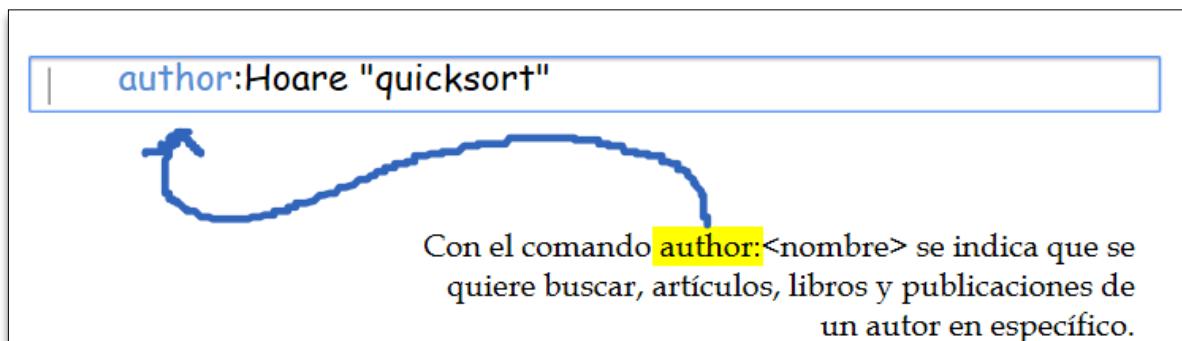 author:Hoare "quicksort"
Con el comando author:<nombre> se indica que se
quiere buscar, artículos, libros y publicaciones de
un autor en específico.